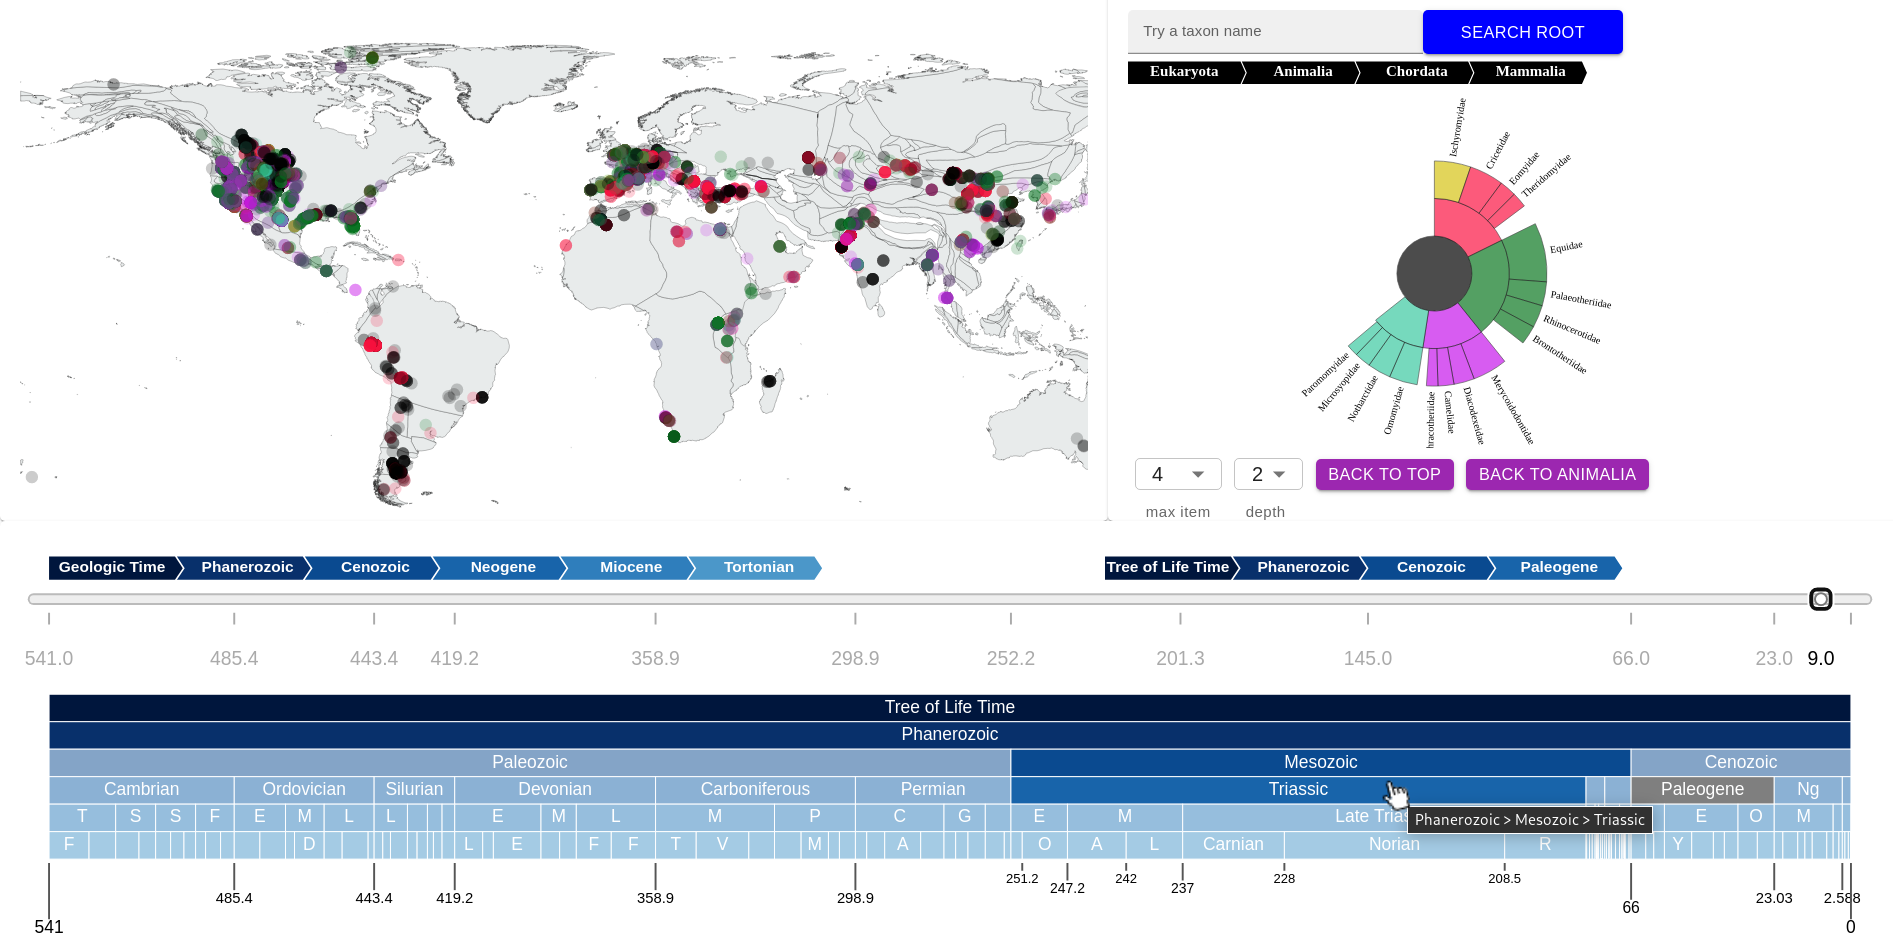 Try a taxon name
SEARCH ROOT
Eukaryota Animalia Chordata Mammalia
Ischyromyidae
Cricetidae
Eomyidae
Theridomyidae
Equidae
Palaeotheriidae
Rhinocerotidae
Brontotheriidae
Merycoidodontidae
Diacodexeidae
Camelidae
hracotheriidae
Omomyidae
Notharctidae
Microsyopidae
Paromomyidae
4 2 BACK TO TOP BACK TO ANIMALIA
max item depth
Geologic Time Phanerozoic Cenozoic Neogene Miocene Tortonian
Tree of Life Time Phanerozoic Cenozoic Paleogene
541.0 485.4 443.4 419.2 358.9 298.9 252.2 201.3 145.0 66.0 23.0 9.0
Tree of Life Time
Phanerozoic
Paleozoic Mesozoic Cenozoic
Cambrian Ordovician Silurian Devonian Carboniferous Permian Triassic Paleogene Ng
T S S F E M L L E M L M P C G E M Late Trias E O M
Phanerozoic > Mesozoic > Triassic
F D L E F F T V M A O A L Carnian Norian R Y
251.2 247.2 242 237 228 208.5
485.4 443.4 419.2 358.9 298.9 66 23.03 2.588
541 0